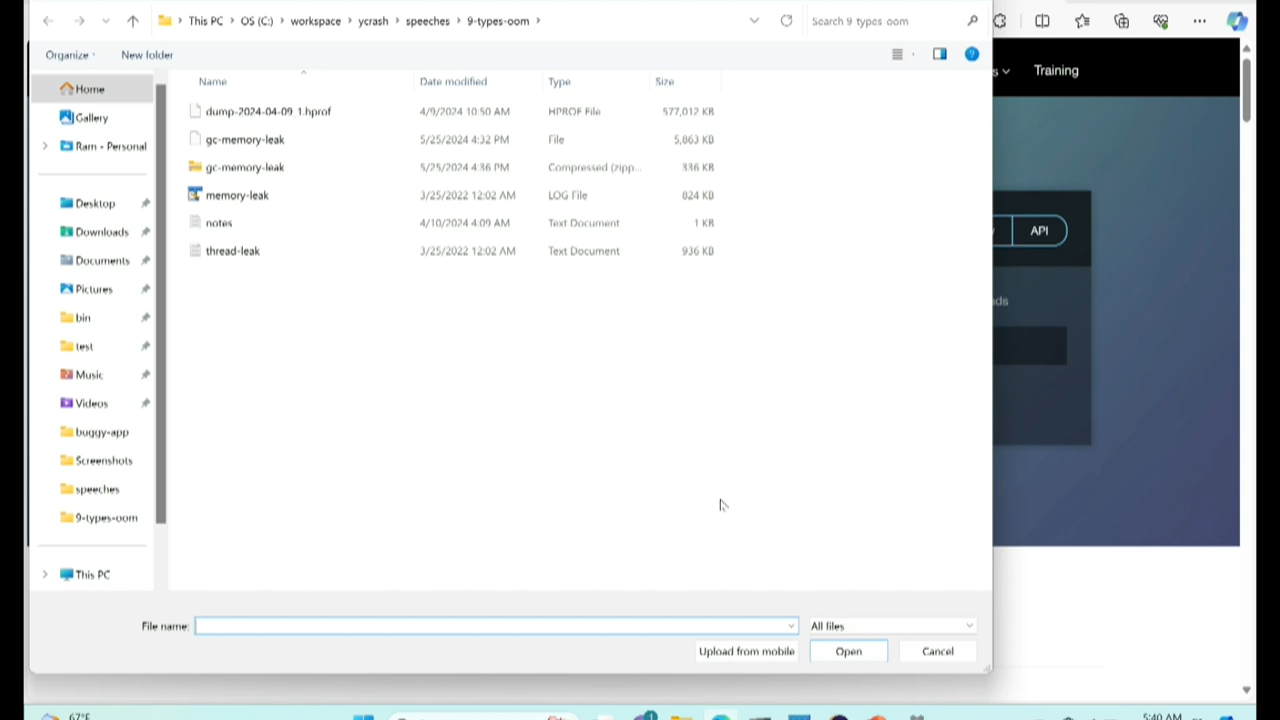 This PC > OS (C:) > workspace > ycrash > speeches > 9-types-oom >
Search 9 types oom
Organize
New folder
Name
Date modified
Type
Size
dump-2024-04-09 1.hprof 4/9/2024 10:50 AM HPROF File 577,012 KB
gc-memory-leak 5/25/2024 4:32 PM File 5,863 KB
gc-memory-leak 5/25/2024 4:36 PM Compressed (zipp... 336 KB
memory-leak 3/25/2022 12:02 AM LOG File 824 KB
notes 4/10/2024 4:09 AM Text Document 1 KB
thread-leak 3/25/2022 12:02 AM Text Document 936 KB
Home
Gallery
Ram - Personal
Desktop
Downloads
Documents
Pictures
bin
test
Music
Videos
buggy-app
Screenshots
speeches
9-types-oom
This PC
File name:
All files
Upload from mobile
Open
Cancel
s
Training
API
ds
67°F
5:40 AM